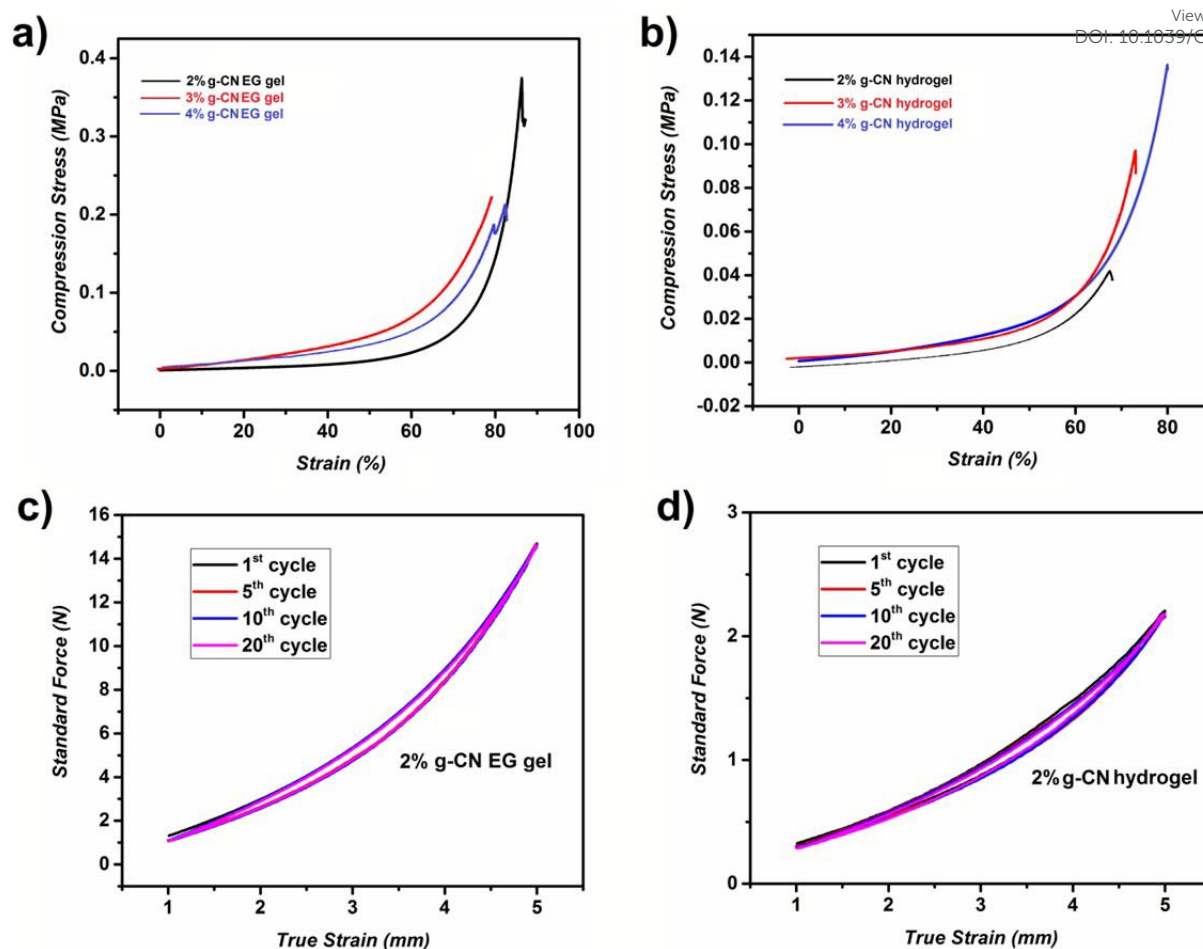 View
DOI: 10.1039/C
a)
0.4
0.3
0.2
0.1
0.0
Compression Stress (MPa)
2% g-CN EG gel
3% g-CN EG gel
4% g-CN EG gel
0 20 40 60 80 100
Strain (%)
b)
0.14
0.12
0.10
0.08
0.06
0.04
0.02
0.00
-0.02
Compression Stress (MPa)
2% g-CN hydrogel
3% g-CN hydrogel
4% g-CN hydrogel
0 20 40 60 80
Strain (%)
c)
16
14
12
10
8
6
4
2
0
Standard Force (N)
1st cycle
5th cycle
10th cycle
20th cycle
2% g-CN EG gel
1 2 3 4 5
True Strain (mm)
d)
3
2
1
0
Standard Force (N)
1st cycle
5th cycle
10th cycle
20th cycle
2% g-CN hydrogel
1 2 3 4 5
True Strain (mm)